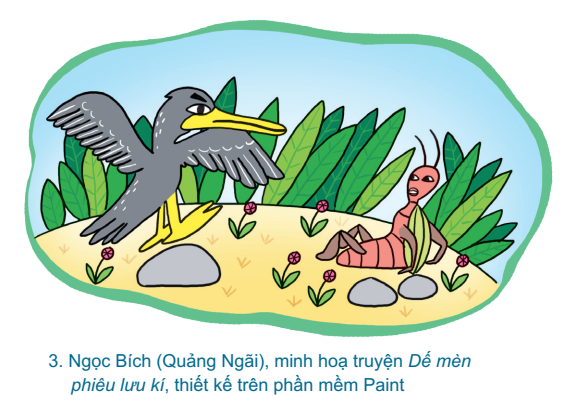 3. Ngọc Bích (Quảng Ngãi), minh hoạ truyện Dế mèn
phiêu lưu kí, thiết kế trên phần mềm Paint